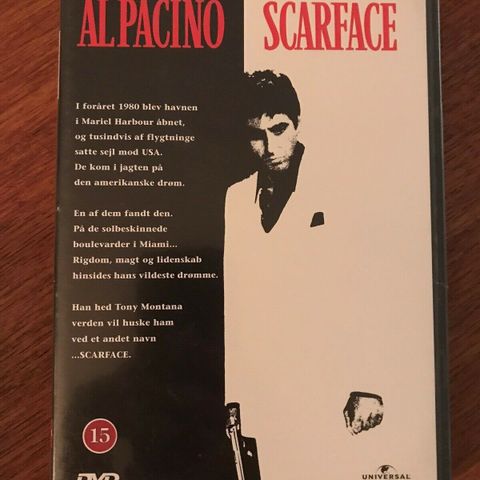 AL PACINO
SCARFACE
I foråret 1980 blev havnen
i Mariel Harbour åbnet,
og tusindvis af flygtninge
satte sejl mod USA.
De kom i jagten på
den amerikanske drøm.
En af dem fandt den.
På de solbeskinnede
boulevarder i Miami...
Rigdom, magt og lidenskab
hinsides hans vildeste drømme.
Han hed Tony Montana
verden vil huske ham
ved et andet navn
...SCARFACE.
15
DVD
UNIVERSAL